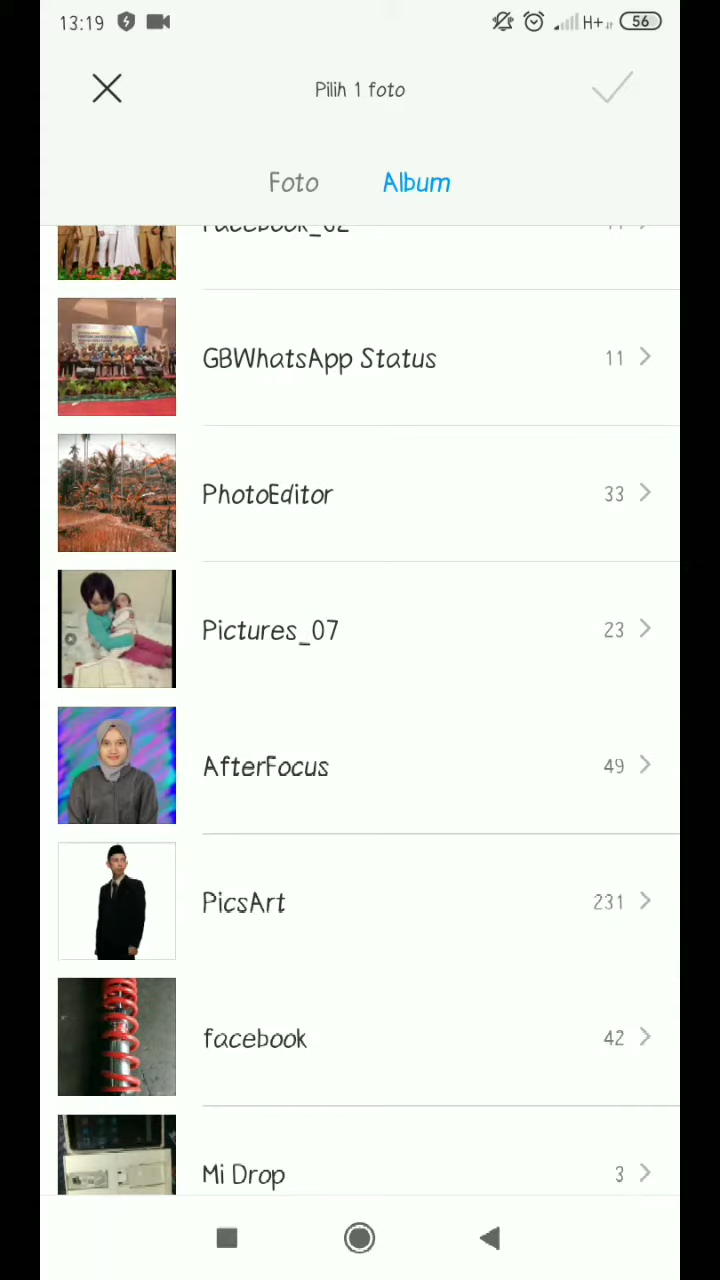 13:19 H+ 56
Pilih 1 foto
Foto Album
Facebook_02
GBWhatsApp Status 11
PhotoEditor 33
Pictures_07 23
AfterFocus 49
PicsArt 231
facebook 42
Mi Drop 3